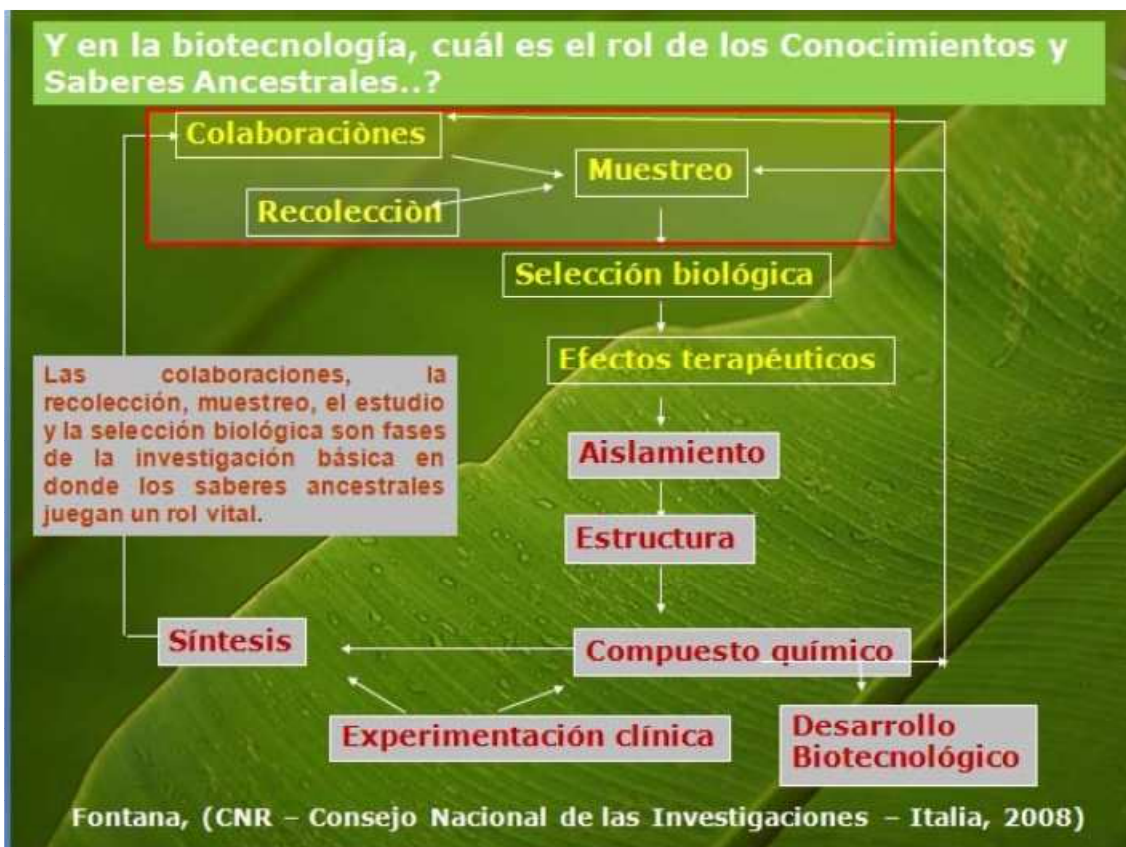 Y en la biotecnología, cuál es el rol de los Conocimientos y
Saberes Ancestrales..?
Colaboraciònes
Muestreo
Recolecciòn
Selección biológica
Efectos terapéuticos
Las colaboraciones, la
recolección, muestreo, el estudio
y la selección biológica son fases
de la investigación básica en
donde los saberes ancestrales
juegan un rol vital.
Aislamiento
Estructura
Síntesis
Compuesto químico
Experimentación clínica
Desarrollo
Biotecnológico
Fontana, (CNR – Consejo Nacional de las Investigaciones – Italia, 2008)